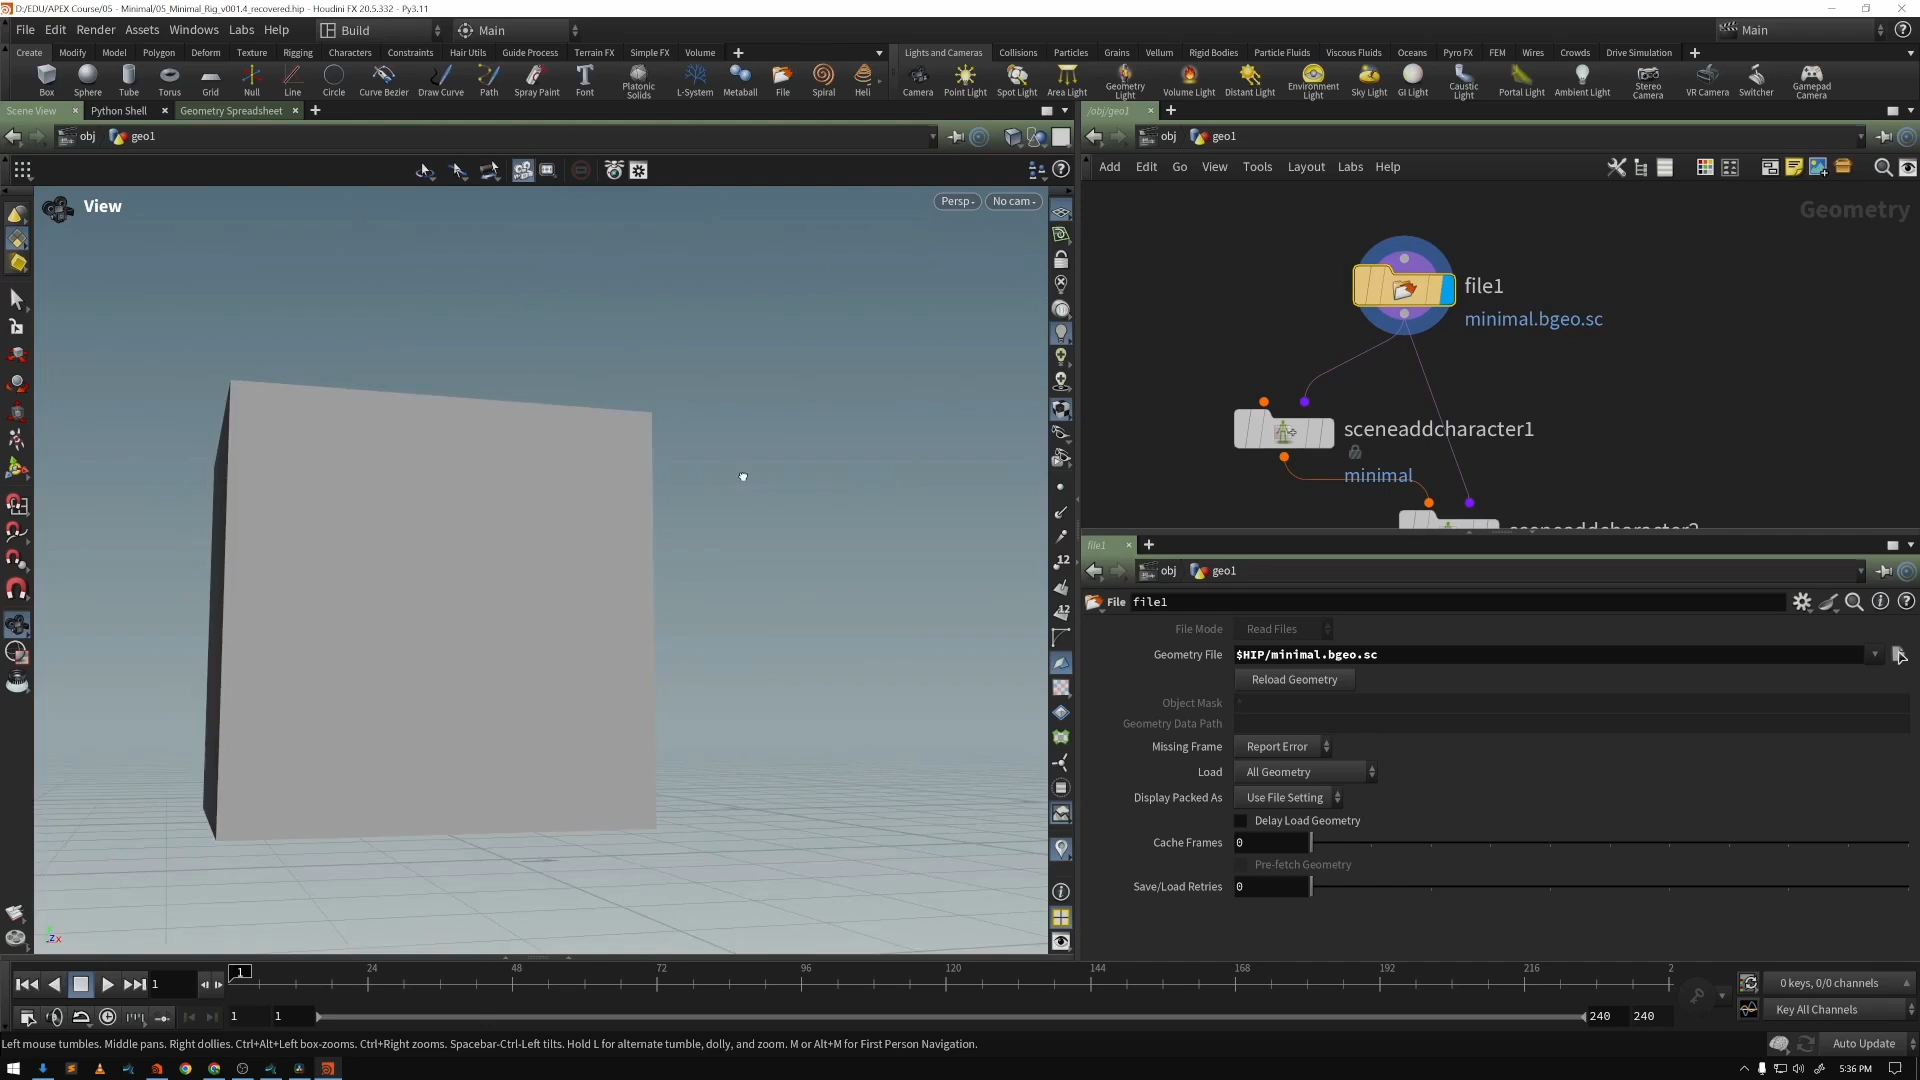 D:/EDU/APEX Course/05 - Minimal/05_Minimal_Rig_v001.4_recovered.hip - Houdini FX 20.5.332 - Py3.11
File Edit Render Assets Windows Labs Help Build Main Main
Create Modify Model Polygon Deform Texture Rigging Characters Constraints Hair Utils Guide Process Terrain FX Simple FX Volume
Lights and Cameras Collisions Particles Grains Vellum Rigid Bodies Particle Fluids Viscous Fluids Oceans Pyro FX FEM Wires Crowds Drive Simulation
Box Sphere Tube Torus Grid Null Line Circle Curve Bezier Draw Curve Path Spray Paint Font Platonic Solids L-System Metaball File Spiral Heli
Camera Point Light Spot Light Area Light Geometry Light Volume Light Distant Light Environment Light Sky Light GI Light Caustic Light Portal Light Ambient Light Stereo Camera VR Camera Switcher Gamepad Camera
Scene View Python Shell Geometry Spreadsheet
/obj/geo1
obj geo1
obj geo1
Add Edit Go View Tools Layout Labs Help
View
Persp No cam
Geometry
file1
minimal.bgeo.sc
sceneaddcharacter1
minimal
file1
obj geo1
File file1
File Mode Read Files
Geometry File $HIP/minimal.bgeo.sc
Reload Geometry
Object Mask *
Geometry Data Path
Missing Frame Report Error
Load All Geometry
Display Packed As Use File Setting
Delay Load Geometry
Cache Frames 0
Pre-fetch Geometry
Save/Load Retries 0
12
12
z x
1 1 24 48 72 96 120 144 168 192 216 2
0 keys, 0/0 channels
1 1 240 240
Key All Channels
Left mouse tumbles. Middle pans. Right dollies. Ctrl+Alt+Left box-zooms. Ctrl+Right zooms. Spacebar-Ctrl-Left tilts. Hold L for alternate tumble, dolly, and zoom. M or Alt+M for First Person Navigation.
Auto Update
5:36 PM